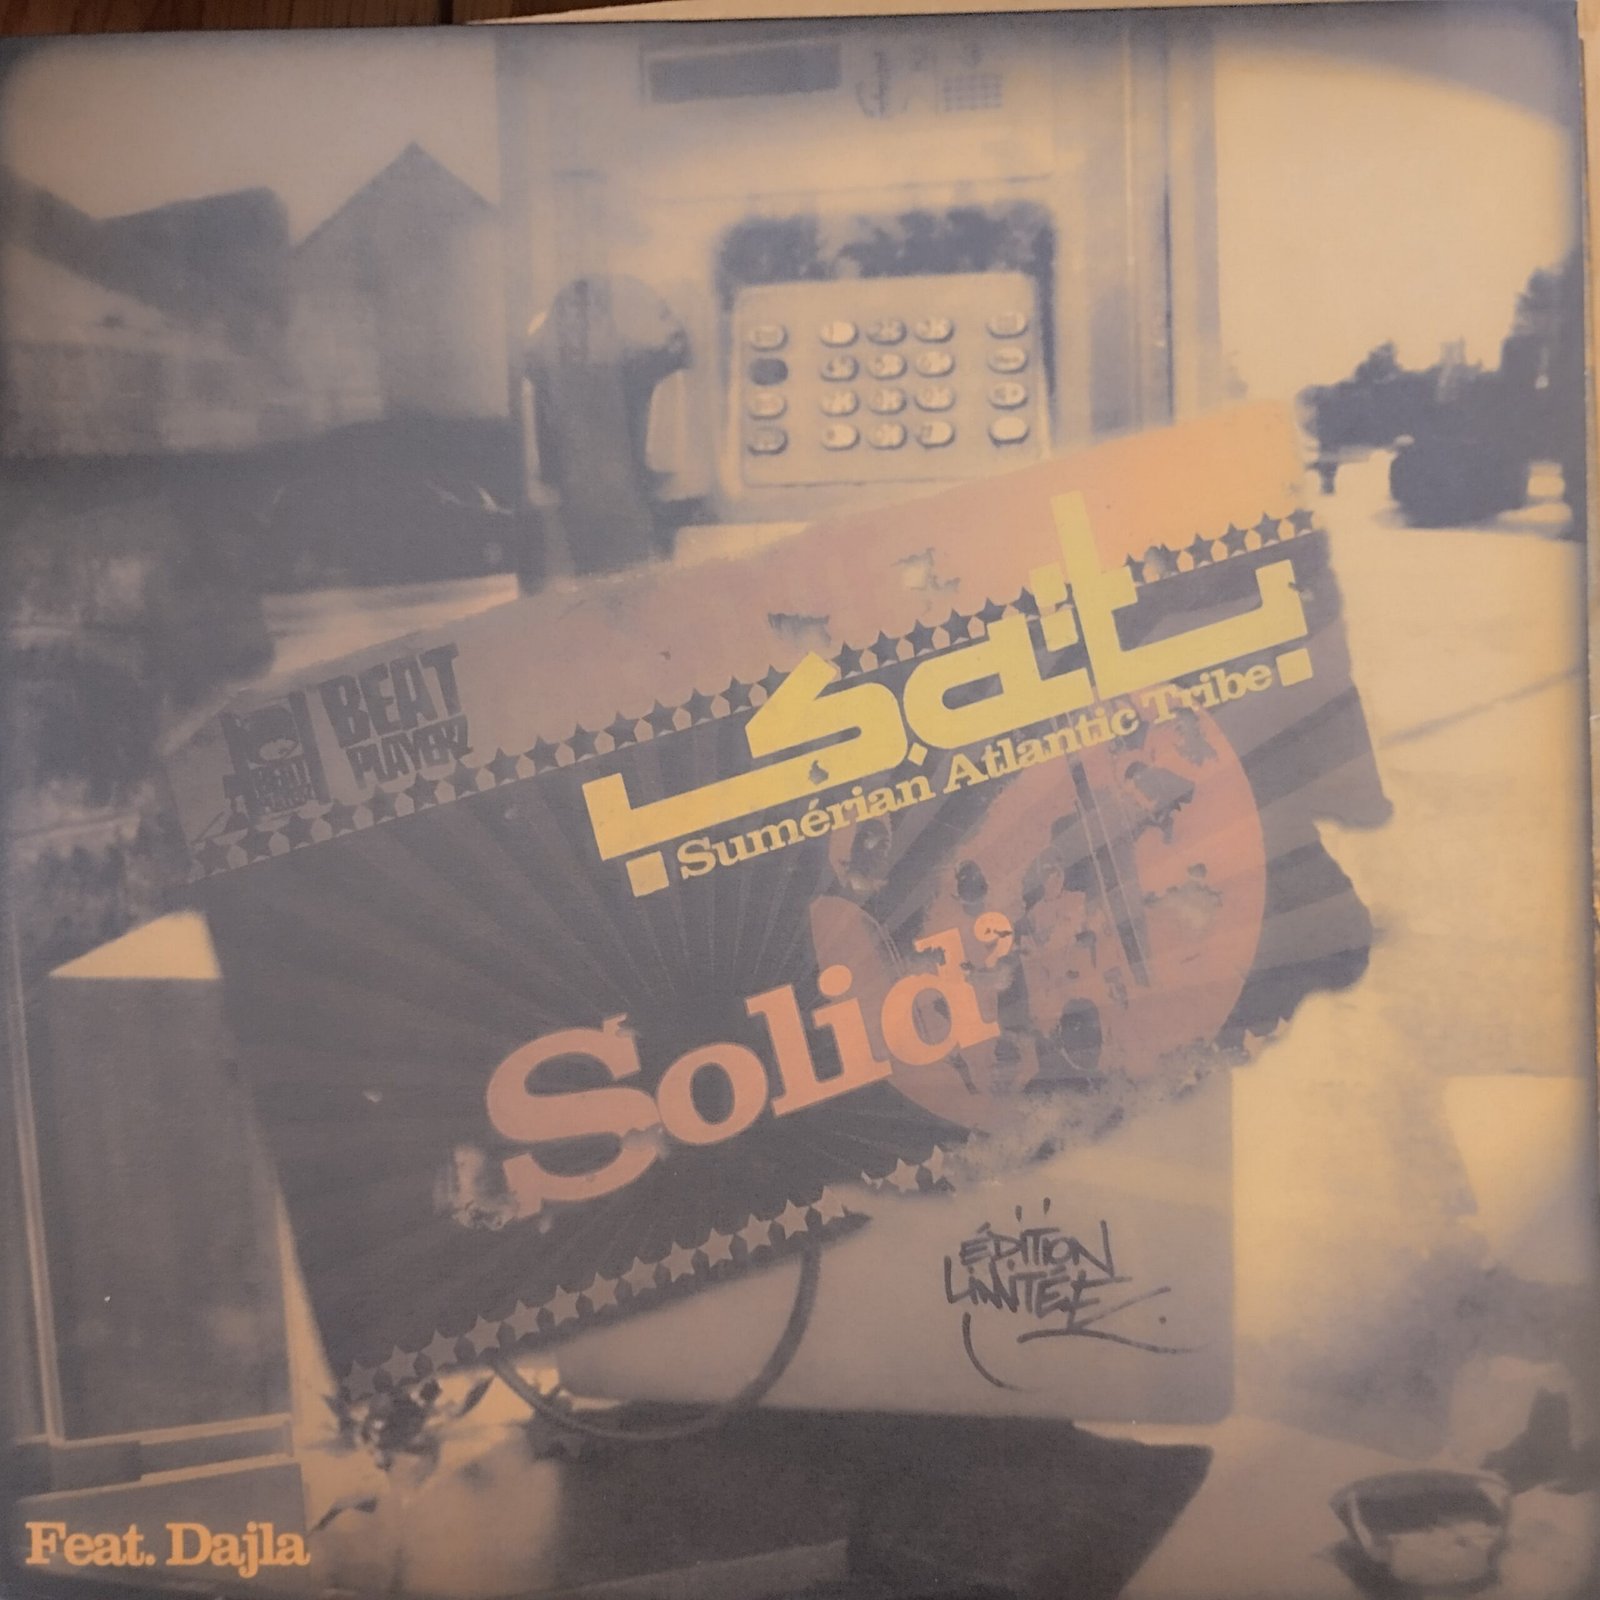 BEAT
PLAYERZ
S.A.T.
Sumérian Atlantic Tribe
Solid'
ÉDITION
LIMITÉE
Feat. Dajla